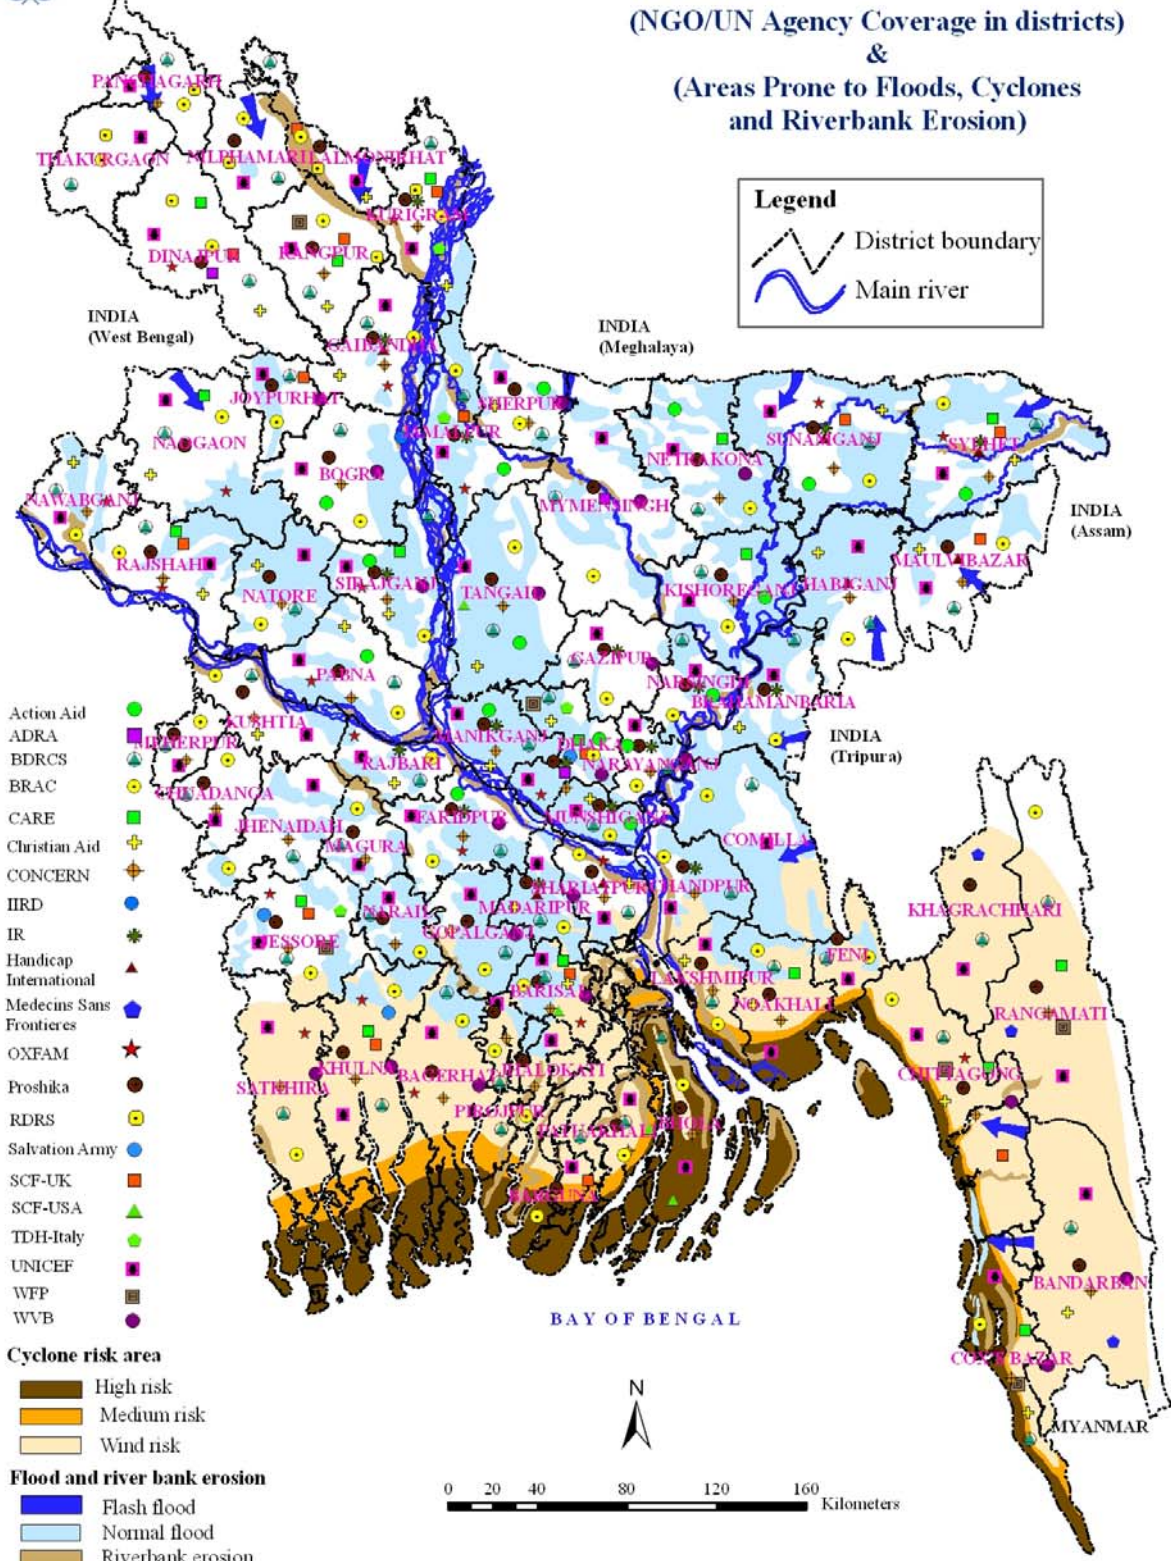 (NGO/UN Agency Coverage in districts)
&
(Areas Prone to Floods, Cyclones
and Riverbank Erosion)
Legend
District boundary
Main river
PANCHAGARH
THAKURGAON
NILPHAMARI
LALMONIRHAT
KURIGRAM
DINAJPUR
RANGPUR
INDIA
(West Bengal)
INDIA
(Meghalaya)
GAIBANDHA
JOYPURHAT
SHERPUR
NAOGAON
JAMALPUR
SUNAMGANJ
SYLHET
BOGRA
NETRAKONA
NAWABGANJ
MYMENSINGH
INDIA
(Assam)
RAJSHAHI
NATORE
SIRAJGANJ
TANGAIL
KISHOREGANJ
HABIGANJ
MAULVIBAZAR
GAZIPUR
PABNA
NARSINGDI
BRAHAMANBARIA
KUSHTIA
MEHERPUR
MANIKGANJ
DHAKA
INDIA
(Tripura)
RAJBARI
NARAYANGANJ
CHUADANGA
JHENAIDAH
FARIDPUR
MUNSHIGANJ
MAGURA
COMILLA
SHARIATPUR
CHANDPUR
NARAIL
MADARIPUR
KHAGRACHHARI
JESSORE
GOPALGANJ
FENI
BARISAL
LAKSHMIPUR
NOAKHALI
RANGAMATI
KHULNA
BAGERHAT
JHALOKATI
CHITTAGONG
SATKHIRA
PIROJPUR
PATUAKHALI
BHOLA
BARGUNA
BANDARBAN
COX'S BAZAR
MYANMAR
BAY OF BENGAL
Action Aid
ADRA
BDRCS
BRAC
CARE
Christian Aid
CONCERN
IIRD
IR
Handicap
International
Medecins Sans
Frontieres
OXFAM
Proshika
RDRS
Salvation Army
SCF-UK
SCF-USA
TDH-Italy
UNICEF
WFP
WVB
Cyclone risk area
High risk
Medium risk
Wind risk
Flood and river bank erosion
Flash flood
Normal flood
Riverbank erosion
N
0 20 40 80 120 160
Kilometers